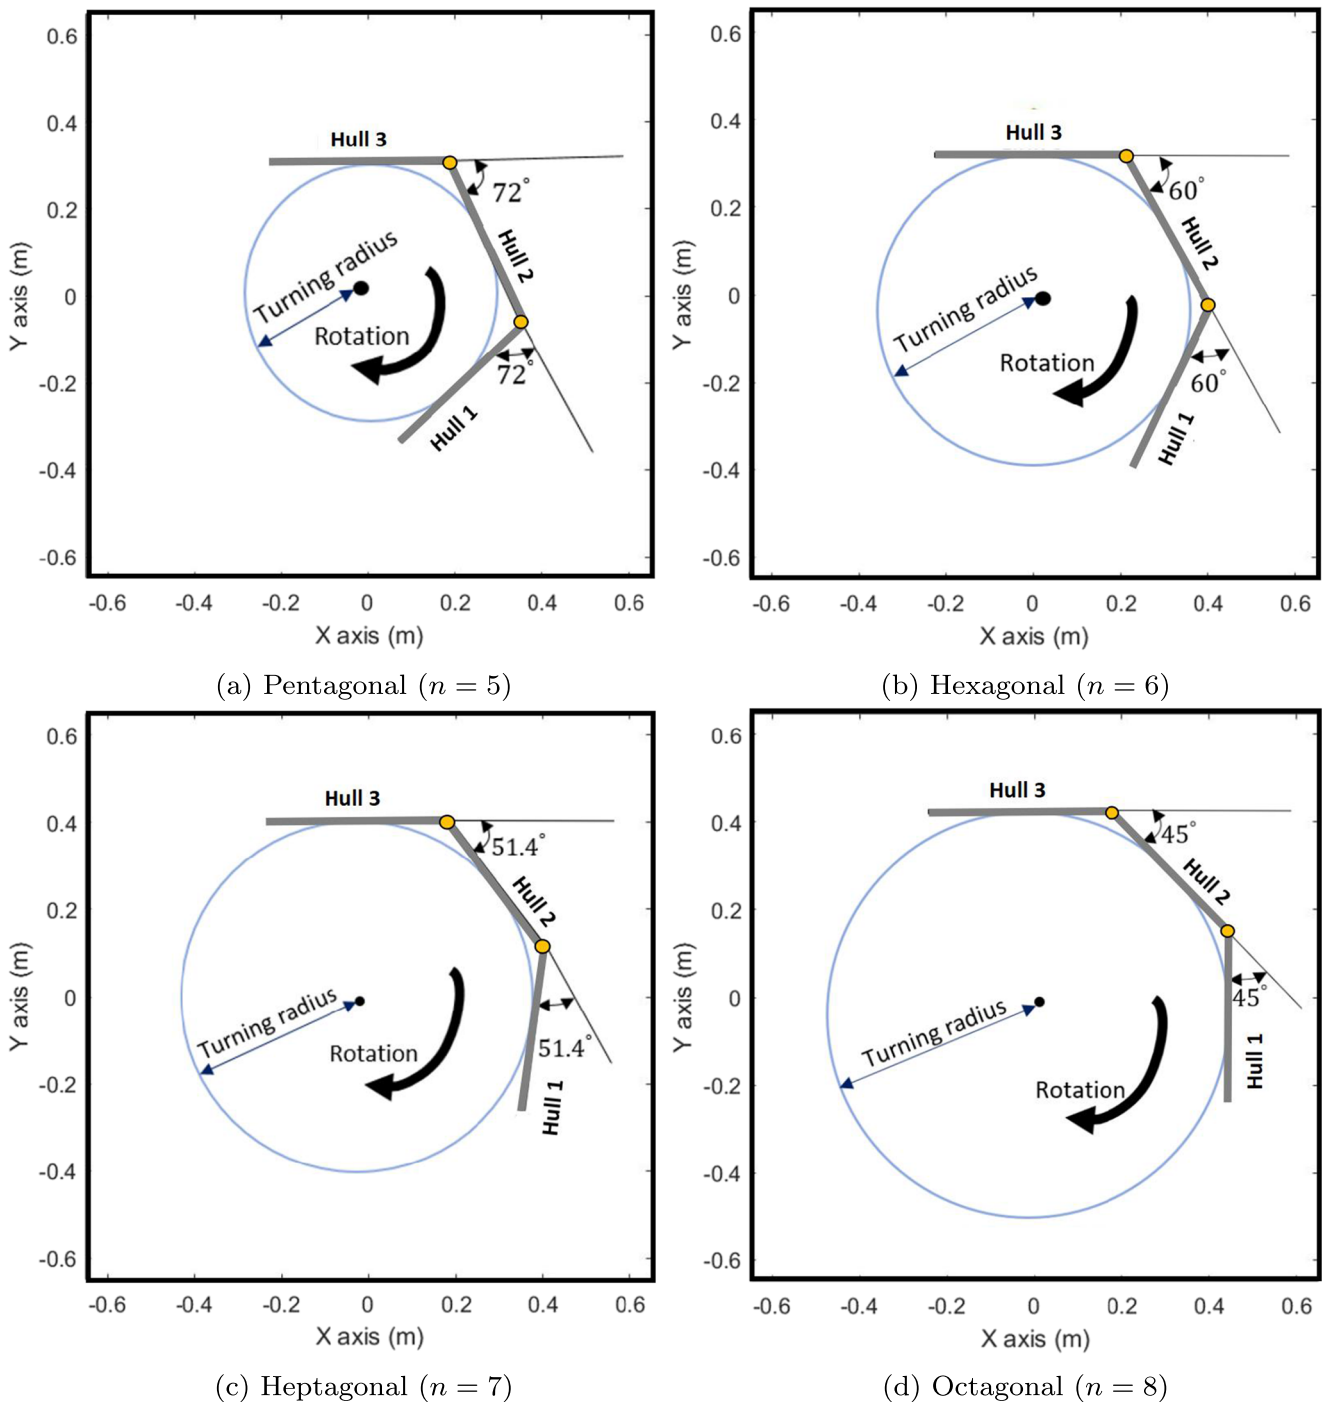 0.6
0.4
0.2
0
-0.2
-0.4
-0.6
Y axis (m)
Hull 3
72°
Hull 2
Turning radius
Rotation
72°
Hull 1
-0.6 -0.4 -0.2 0 0.2 0.4 0.6
X axis (m)
(a) Pentagonal (n = 5)
0.6
0.4
0.2
0
-0.2
-0.4
-0.6
Y axis (m)
Hull 3
60°
Hull 2
Turning radius
Rotation
60°
Hull 1
-0.6 -0.4 -0.2 0 0.2 0.4 0.6
X axis (m)
(b) Hexagonal (n = 6)
0.6
0.4
0.2
0
-0.2
-0.4
-0.6
Y axis (m)
Hull 3
51.4°
Hull 2
Turning radius
Rotation
51.4°
Hull 1
-0.6 -0.4 -0.2 0 0.2 0.4 0.6
X axis (m)
(c) Heptagonal (n = 7)
0.6
0.4
0.2
0
-0.2
-0.4
-0.6
Y axis (m)
Hull 3
45°
Hull 2
45°
Turning radius
Hull 1
Rotation
-0.6 -0.4 -0.2 0 0.2 0.4 0.6
X axis (m)
(d) Octagonal (n = 8)